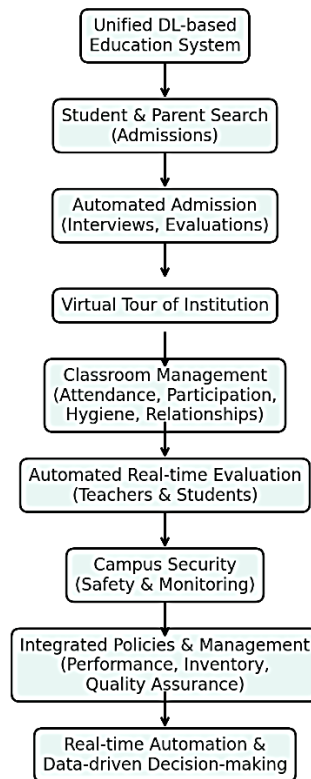 Unified DL-based
Education System
Student & Parent Search
(Admissions)
Automated Admission
(Interviews, Evaluations)
Virtual Tour of Institution
Classroom Management
(Attendance, Participation,
Hygiene, Relationships)
Automated Real-time Evaluation
(Teachers & Students)
Campus Security
(Safety & Monitoring)
Integrated Policies & Management
(Performance, Inventory,
Quality Assurance)
Real-time Automation &
Data-driven Decision-making